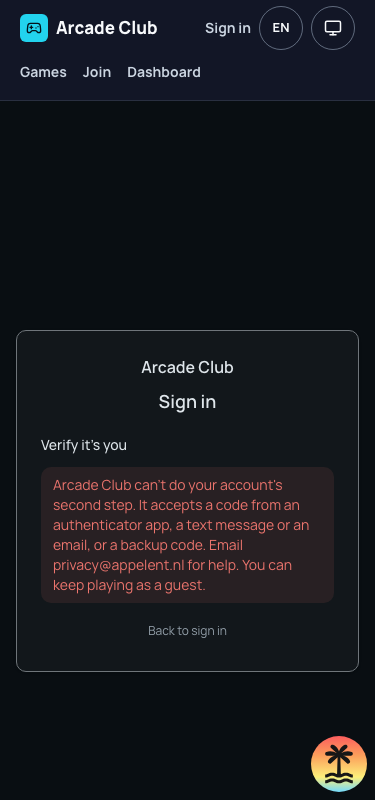 Arcade Club
Sign in
EN
Games
Join
Dashboard
Arcade Club
Sign in
Verify it's you
Arcade Club can't do your account's
second step. It accepts a code from an
authenticator app, a text message or an
email, or a backup code. Email
privacy@appelent.nl for help. You can
keep playing as a guest.
Back to sign in